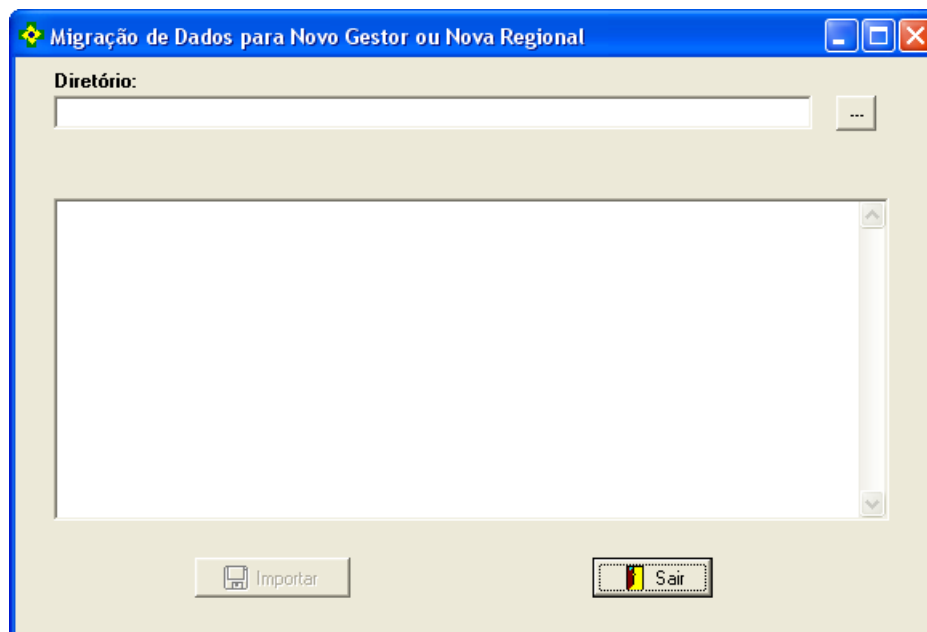 Migração de Dados para Novo Gestor ou Nova Regional
Diretório:
...
Importar
Sair